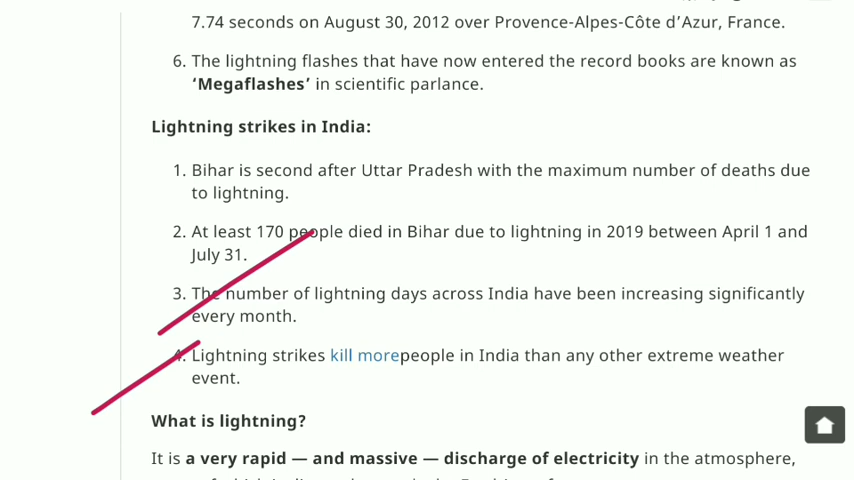 7.74 seconds on August 30, 2012 over Provence-Alpes-Côte d’Azur, France.
6. The lightning flashes that have now entered the record books are known as
‘Megaflashes’ in scientific parlance.
Lightning strikes in India:
1. Bihar is second after Uttar Pradesh with the maximum number of deaths due
to lightning.
2. At least 170 people died in Bihar due to lightning in 2019 between April 1 and
July 31.
3. The number of lightning days across India have been increasing significantly
every month.
4. Lightning strikes kill morepeople in India than any other extreme weather
event.
What is lightning?
It is a very rapid — and massive — discharge of electricity in the atmosphere,